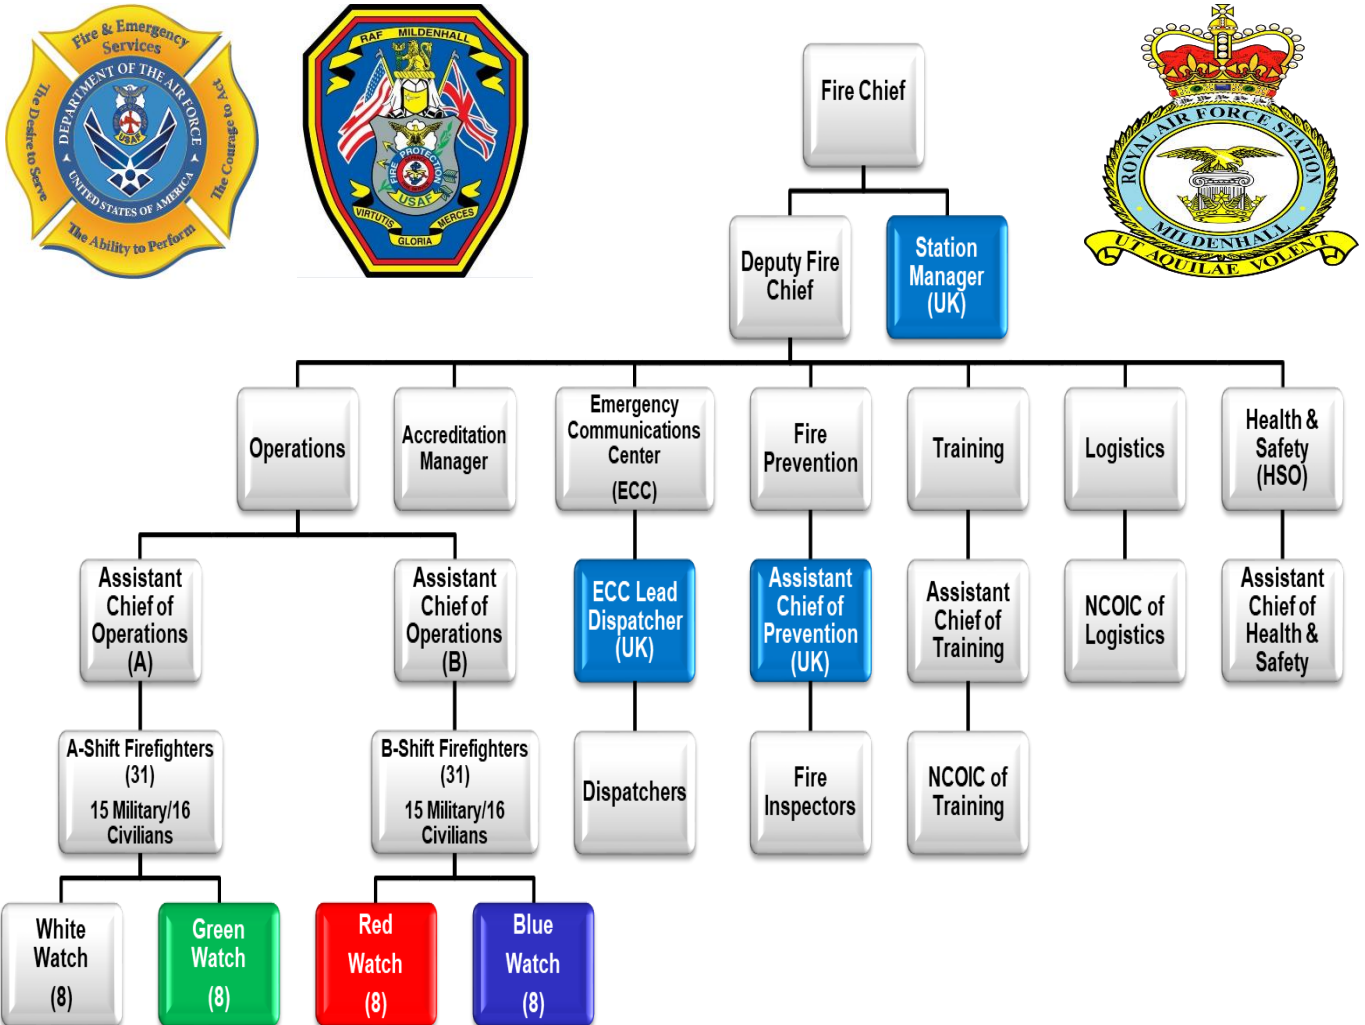 Fire & Emergency
Services
The Desire to Serve
The Courage to Act
The Ability to Perform
DEPARTMENT OF THE AIR FORCE
UNITED STATES OF AMERICA
USAF
RAF MILDENHALL
FIRE PROTECTION
USAF
VIRTUTIS
GLORIA
MERCES
ROYAL AIR FORCE STATION
MILDENHALL
UT AQUILAE VOLENT
Fire Chief
Deputy Fire
Chief
Station
Manager
(UK)
Operations
Accreditation
Manager
Emergency
Communications
Center
(ECC)
Fire
Prevention
Training
Logistics
Health &
Safety
(HSO)
Assistant
Chief of
Operations
(A)
Assistant
Chief of
Operations
(B)
ECC Lead
Dispatcher
(UK)
Assistant
Chief of
Prevention
(UK)
Assistant
Chief of
Training
NCOIC of
Logistics
Assistant
Chief of
Health &
Safety
A-Shift Firefighters
(31)
15 Military/16
Civilians
B-Shift Firefighters
(31)
15 Military/16
Civilians
Dispatchers
Fire
Inspectors
NCOIC of
Training
White
Watch
(8)
Green
Watch
(8)
Red
Watch
(8)
Blue
Watch
(8)